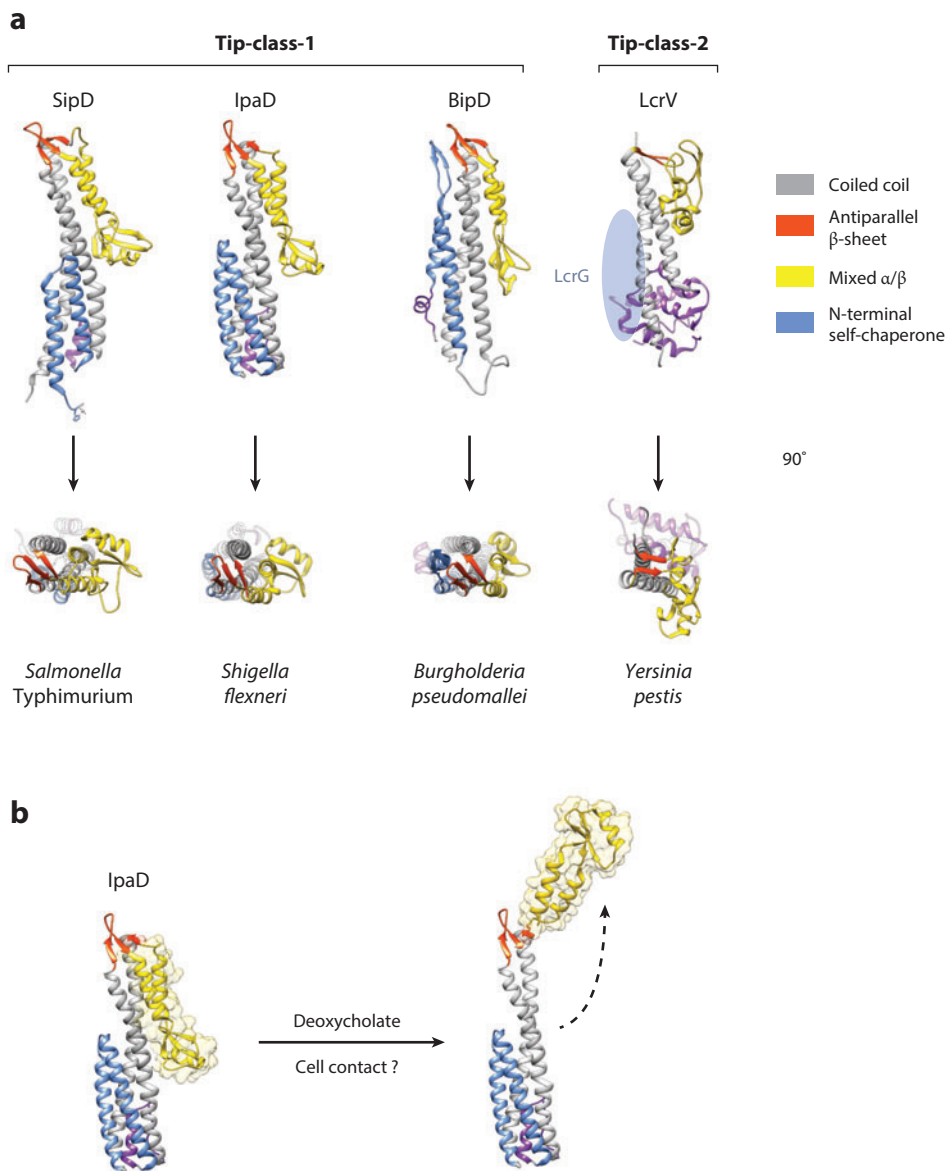 a
Tip-class-1
Tip-class-2
SipD
IpaD
BipD
LcrV
LcrG
Coiled coil
Antiparallel
β-sheet
Mixed α/β
N-terminal
self-chaperone
90˚
Salmonella
Typhimurium
Shigella
flexneri
Burgholderia
pseudomallei
Yersinia
pestis
b
IpaD
Deoxycholate
Cell contact ?